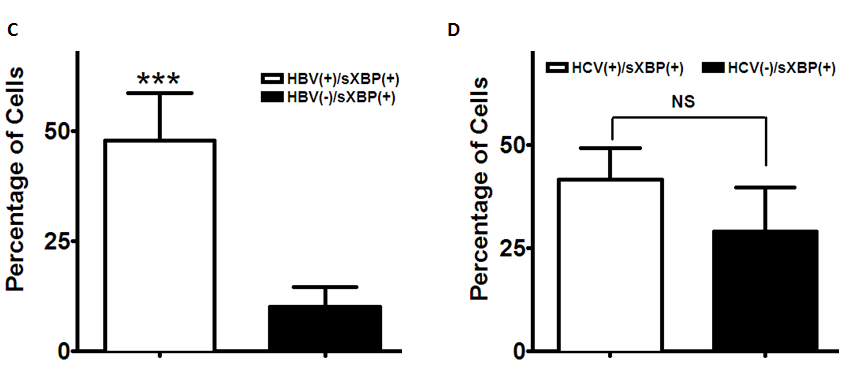 C
Percentage of Cells
50
25
0
***
HBV(+)/sXBP(+)
HBV(-)/sXBP(+)
D
Percentage of Cells
50
25
0
HCV(+)/sXBP(+) HCV(-)/sXBP(+)
NS